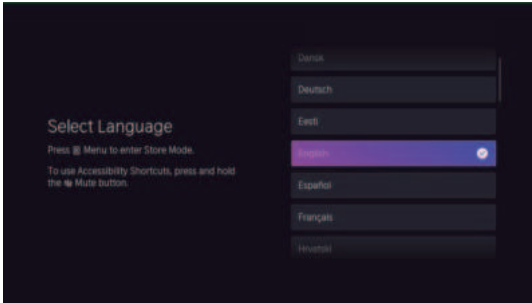 Select Language
Press Menu to enter Store Mode.
To use Accessibility Shortcuts, press and hold
the Mute button.
Dansk
Deutsch
Eesti
English
Español
Français
Hrvatski